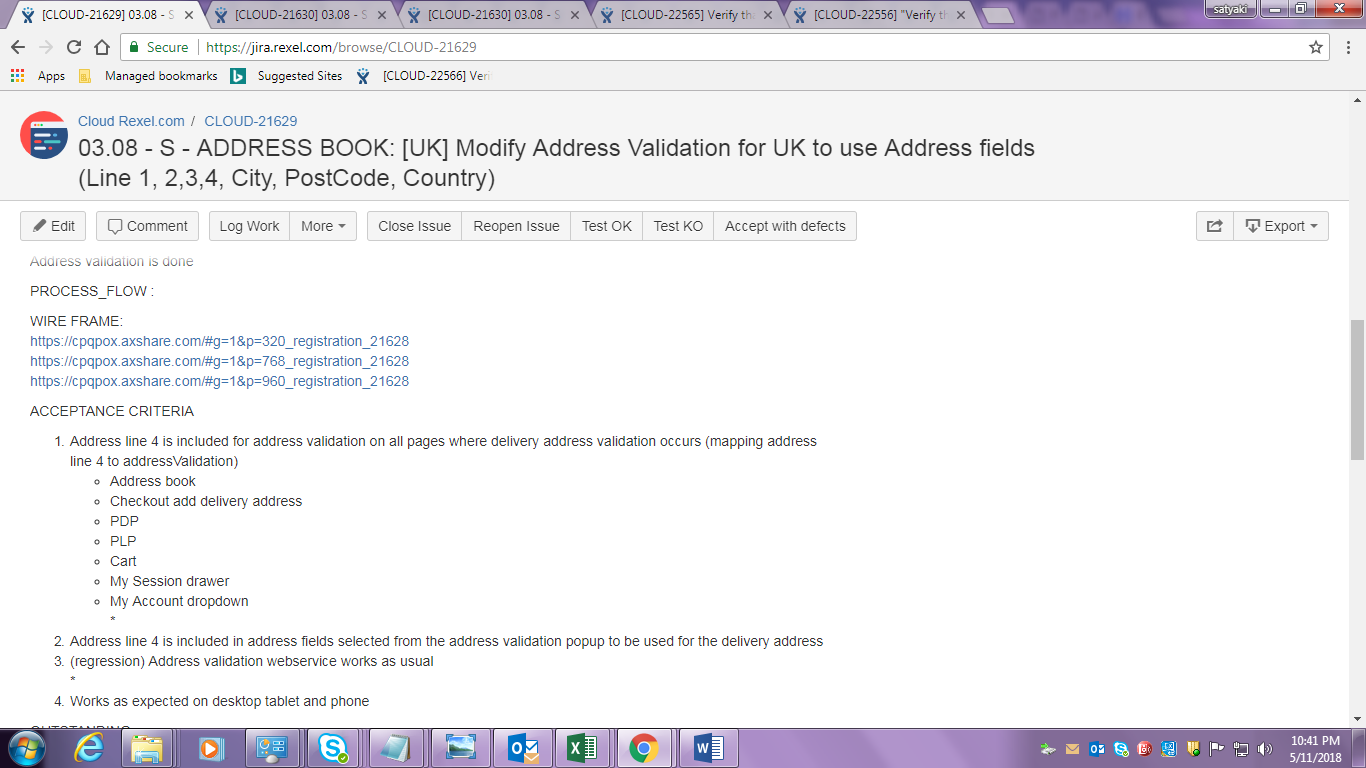 [CLOUD-21629] 03.08 - S
[CLOUD-21630] 03.08 - S
[CLOUD-21630] 03.08 - S
[CLOUD-22565] Verify tha
[CLOUD-22556] "Verify th
satyaki
Secure
https://jira.rexel.com/browse/CLOUD-21629
Apps
Managed bookmarks
Suggested Sites
[CLOUD-22566] Veri
Cloud Rexel.com / CLOUD-21629
03.08 - S - ADDRESS BOOK: [UK] Modify Address Validation for UK to use Address fields
(Line 1, 2,3,4, City, PostCode, Country)
Edit
Comment
Log Work
More
Close Issue
Reopen Issue
Test OK
Test KO
Accept with defects
Export
Address validation is done
PROCESS_FLOW :
WIRE FRAME:
https://cpqpox.axshare.com/#g=1&p=320_registration_21628
https://cpqpox.axshare.com/#g=1&p=768_registration_21628
https://cpqpox.axshare.com/#g=1&p=960_registration_21628
ACCEPTANCE CRITERIA
1. Address line 4 is included for address validation on all pages where delivery address validation occurs (mapping address
line 4 to addressValidation)
Address book
Checkout add delivery address
PDP
PLP
Cart
My Session drawer
My Account dropdown
*
2. Address line 4 is included in address fields selected from the address validation popup to be used for the delivery address
3. (regression) Address validation webservice works as usual
*
4. Works as expected on desktop tablet and phone
OUTSTANDING
10:41 PM
5/11/2018